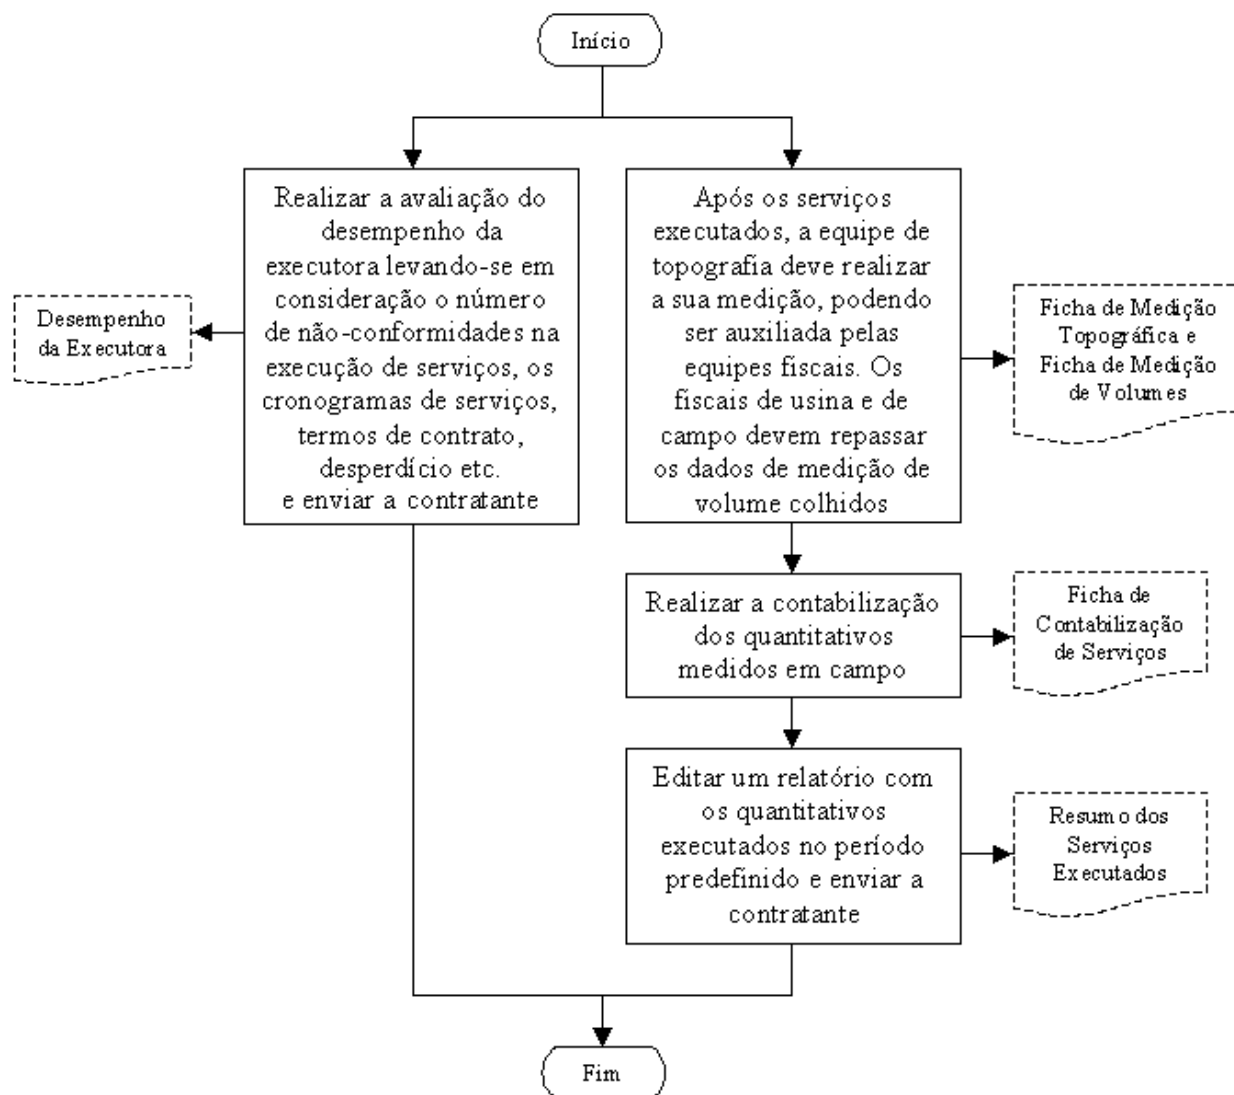 Início
Realizar a avaliação do
desempenho da
executora levando-se em
consideração o número
de não-conformidades na
execução de serviços, os
cronogramas de serviços,
termos de contrato,
desperdício etc.
e enviar a contratante
Desempenho
da Executora
Após os serviços
executados, a equipe de
topografia deve realizar
a sua medição, podendo
ser auxiliada pelas
equipes fiscais. Os
fiscais de usina e de
campo devem repassar
os dados de medição de
volume colhidos
Ficha de Medição
Topográfica e
Ficha de Medição
de Volumes
Realizar a contabilização
dos quantitativos
medidos em campo
Ficha de
Contabilização
de Serviços
Editar um relatório com
os quantitativos
executados no período
predefinido e enviar a
contratante
Resumo dos
Serviços
Executados
Fim